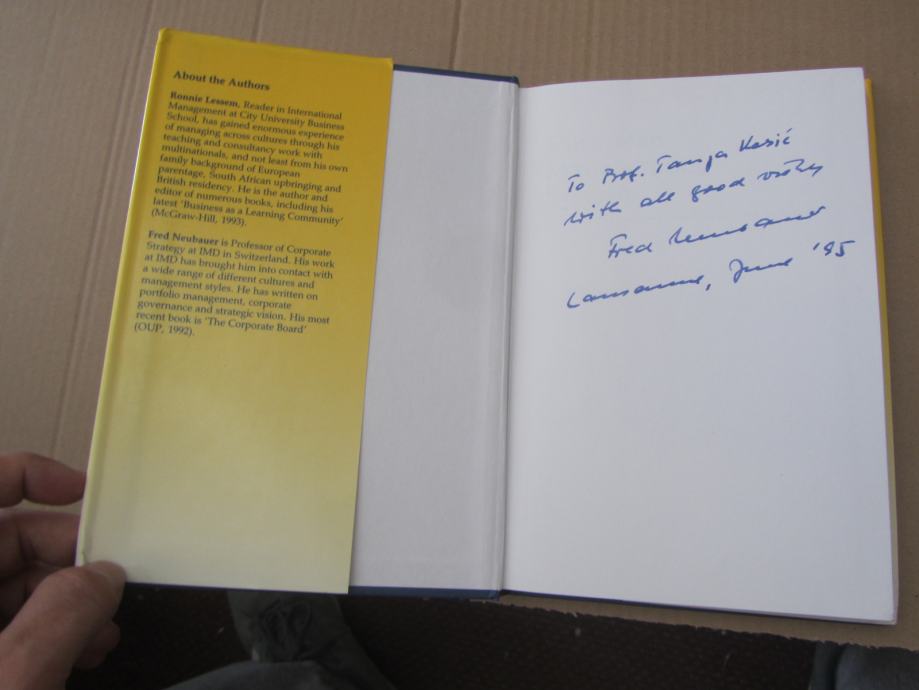 About the Authors
Ronnie Lessem, Reader in International
Management at City University Business
School, has gained enormous experience
of managing across cultures through his
teaching and consultancy work with
multinationals, and not least from his own
family background of European
parentage, South African upbringing and
British residency. He is the author and
editor of numerous books, including his
latest 'Business as a Learning Community'
(McGraw-Hill, 1993).
Fred Neubauer is Professor of Corporate
Strategy at IMD in Switzerland. His work
at IMD has brought him into contact with
a wide range of different cultures and
management styles. He has written on
portfolio management, corporate
governance and strategic vision. His most
recent book is 'The Corporate Board'
(OUP, 1992).
To Prof. Tanja Kesić
with all good wishes
Fred Neubauer
Lausanne, June '95